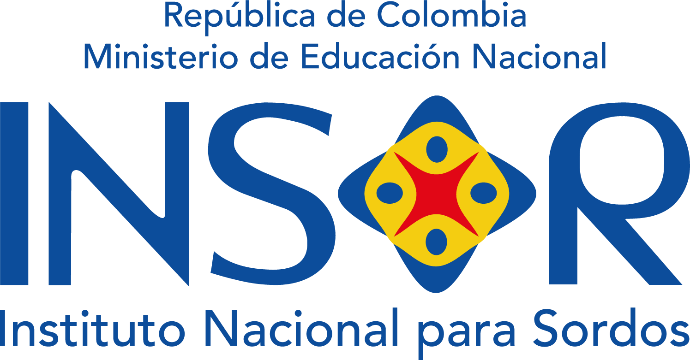 República de Colombia
Ministerio de Educación Nacional
INSOR
Instituto Nacional para Sordos